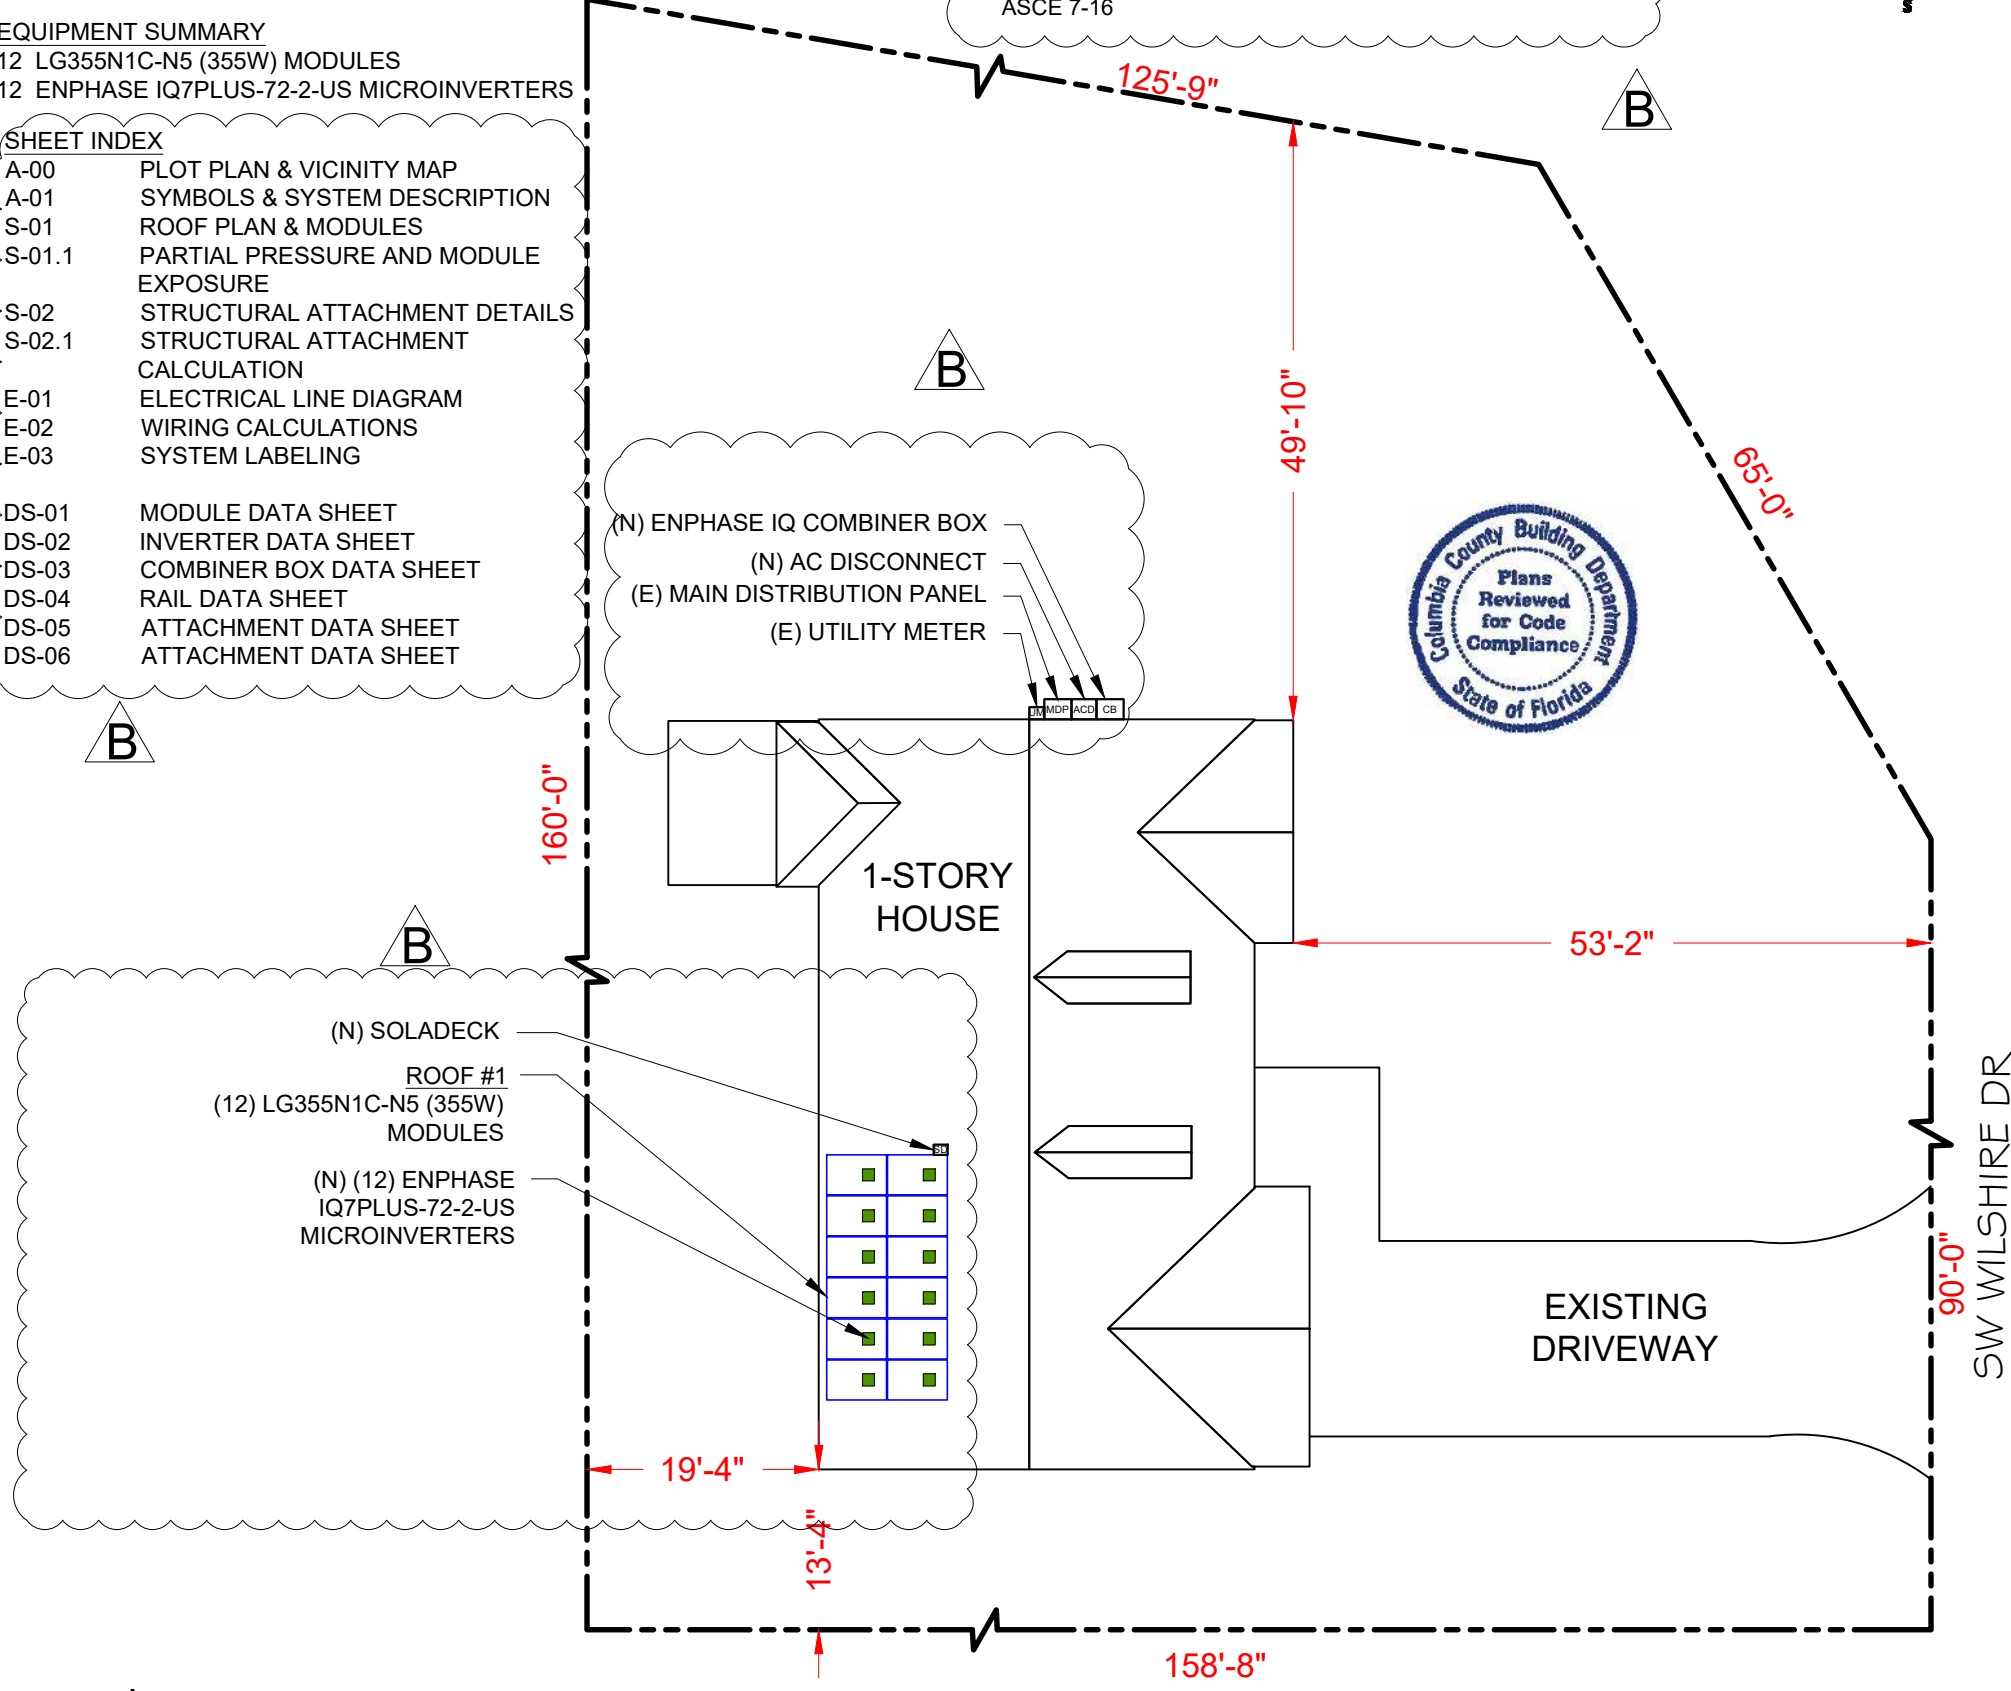 ASCE 7-16
EQUIPMENT SUMMARY
12 LG355N1C-N5 (355W) MODULES
12 ENPHASE IQ7PLUS-72-2-US MICROINVERTERS
SHEET INDEX
A-00 PLOT PLAN & VICINITY MAP
A-01 SYMBOLS & SYSTEM DESCRIPTION
S-01 ROOF PLAN & MODULES
S-01.1 PARTIAL PRESSURE AND MODULE
EXPOSURE
S-02 STRUCTURAL ATTACHMENT DETAILS
S-02.1 STRUCTURAL ATTACHMENT
CALCULATION
E-01 ELECTRICAL LINE DIAGRAM
E-02 WIRING CALCULATIONS
E-03 SYSTEM LABELING
DS-01 MODULE DATA SHEET
DS-02 INVERTER DATA SHEET
DS-03 COMBINER BOX DATA SHEET
DS-04 RAIL DATA SHEET
DS-05 ATTACHMENT DATA SHEET
DS-06 ATTACHMENT DATA SHEET
B
125'-9"
B
B
49'-10"
65'-0"
(N) ENPHASE IQ COMBINER BOX
(N) AC DISCONNECT
(E) MAIN DISTRIBUTION PANEL
(E) UTILITY METER
UM MDP ACD CB
Columbia County Building Department
Plans
Reviewed
for Code
Compliance
State of Florida
160'-0"
1-STORY
HOUSE
53'-2"
B
(N) SOLADECK
ROOF #1
(12) LG355N1C-N5 (355W)
MODULES
(N) (12) ENPHASE
IQ7PLUS-72-2-US
MICROINVERTERS
SD
EXISTING
DRIVEWAY
90'-0"
SW WILSHIRE DR
19'-4"
13'-4"
158'-8"